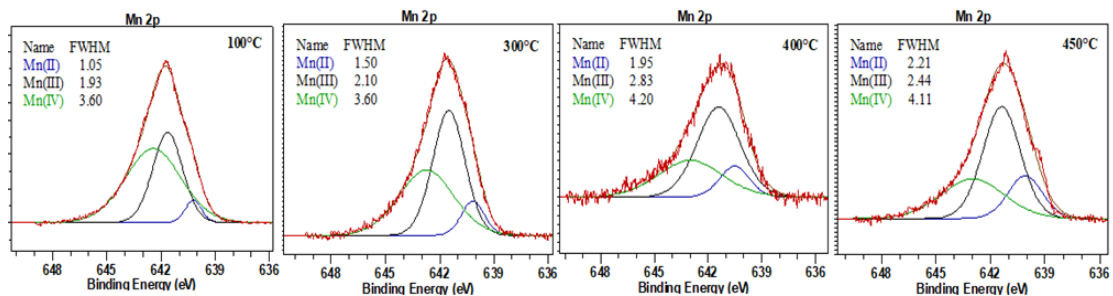 Mn 2p
100°C
Name FWHM
Mn(II) 1.05
Mn(III) 1.93
Mn(IV) 3.60
648 645 642 639 636
Binding Energy (eV)
Mn 2p
300°C
Name FWHM
Mn(II) 1.50
Mn(III) 2.10
Mn(IV) 3.60
648 645 642 639 636
Binding Energy (eV)
Mn 2p
400°C
Name FWHM
Mn(II) 1.95
Mn(III) 2.83
Mn(IV) 4.20
648 645 642 639 636
Binding Energy (eV)
Mn 2p
450°C
Name FWHM
Mn(II) 2.21
Mn(III) 2.44
Mn(IV) 4.11
648 645 642 639 636
Binding Energy (eV)